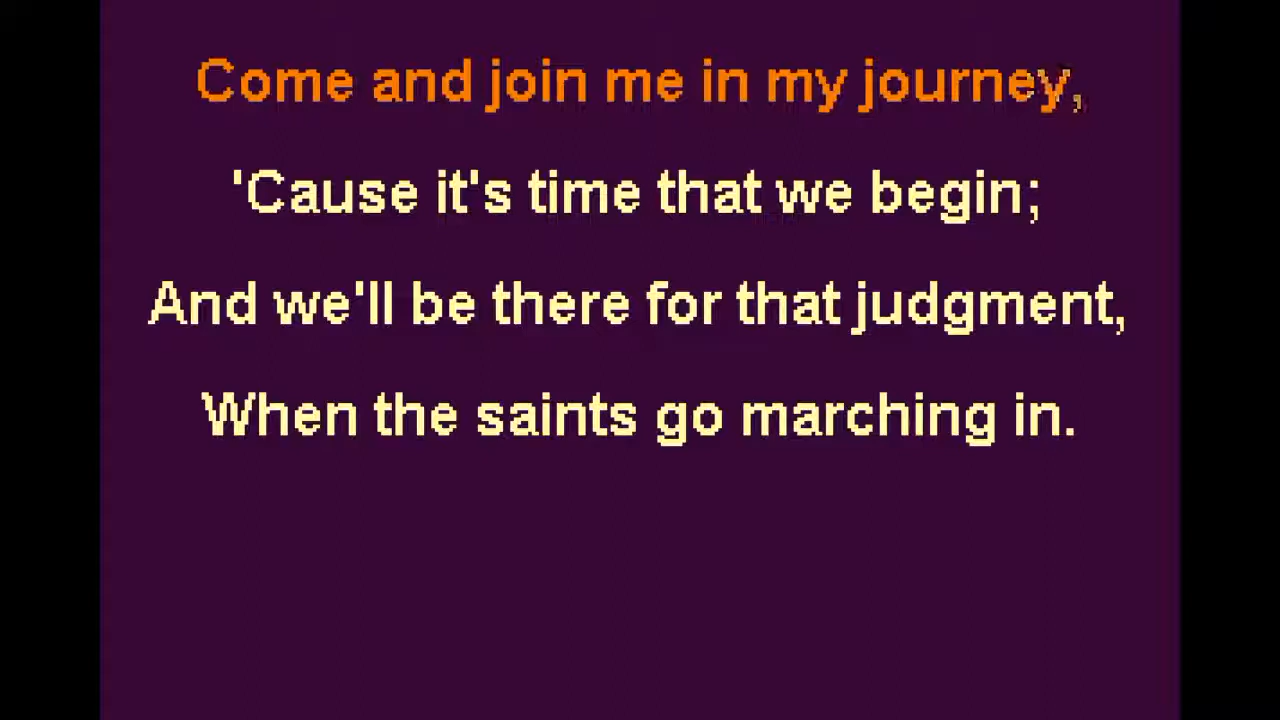 Come and join me in my journey,
'Cause it's time that we begin;
And we'll be there for that judgment,
When the saints go marching in.